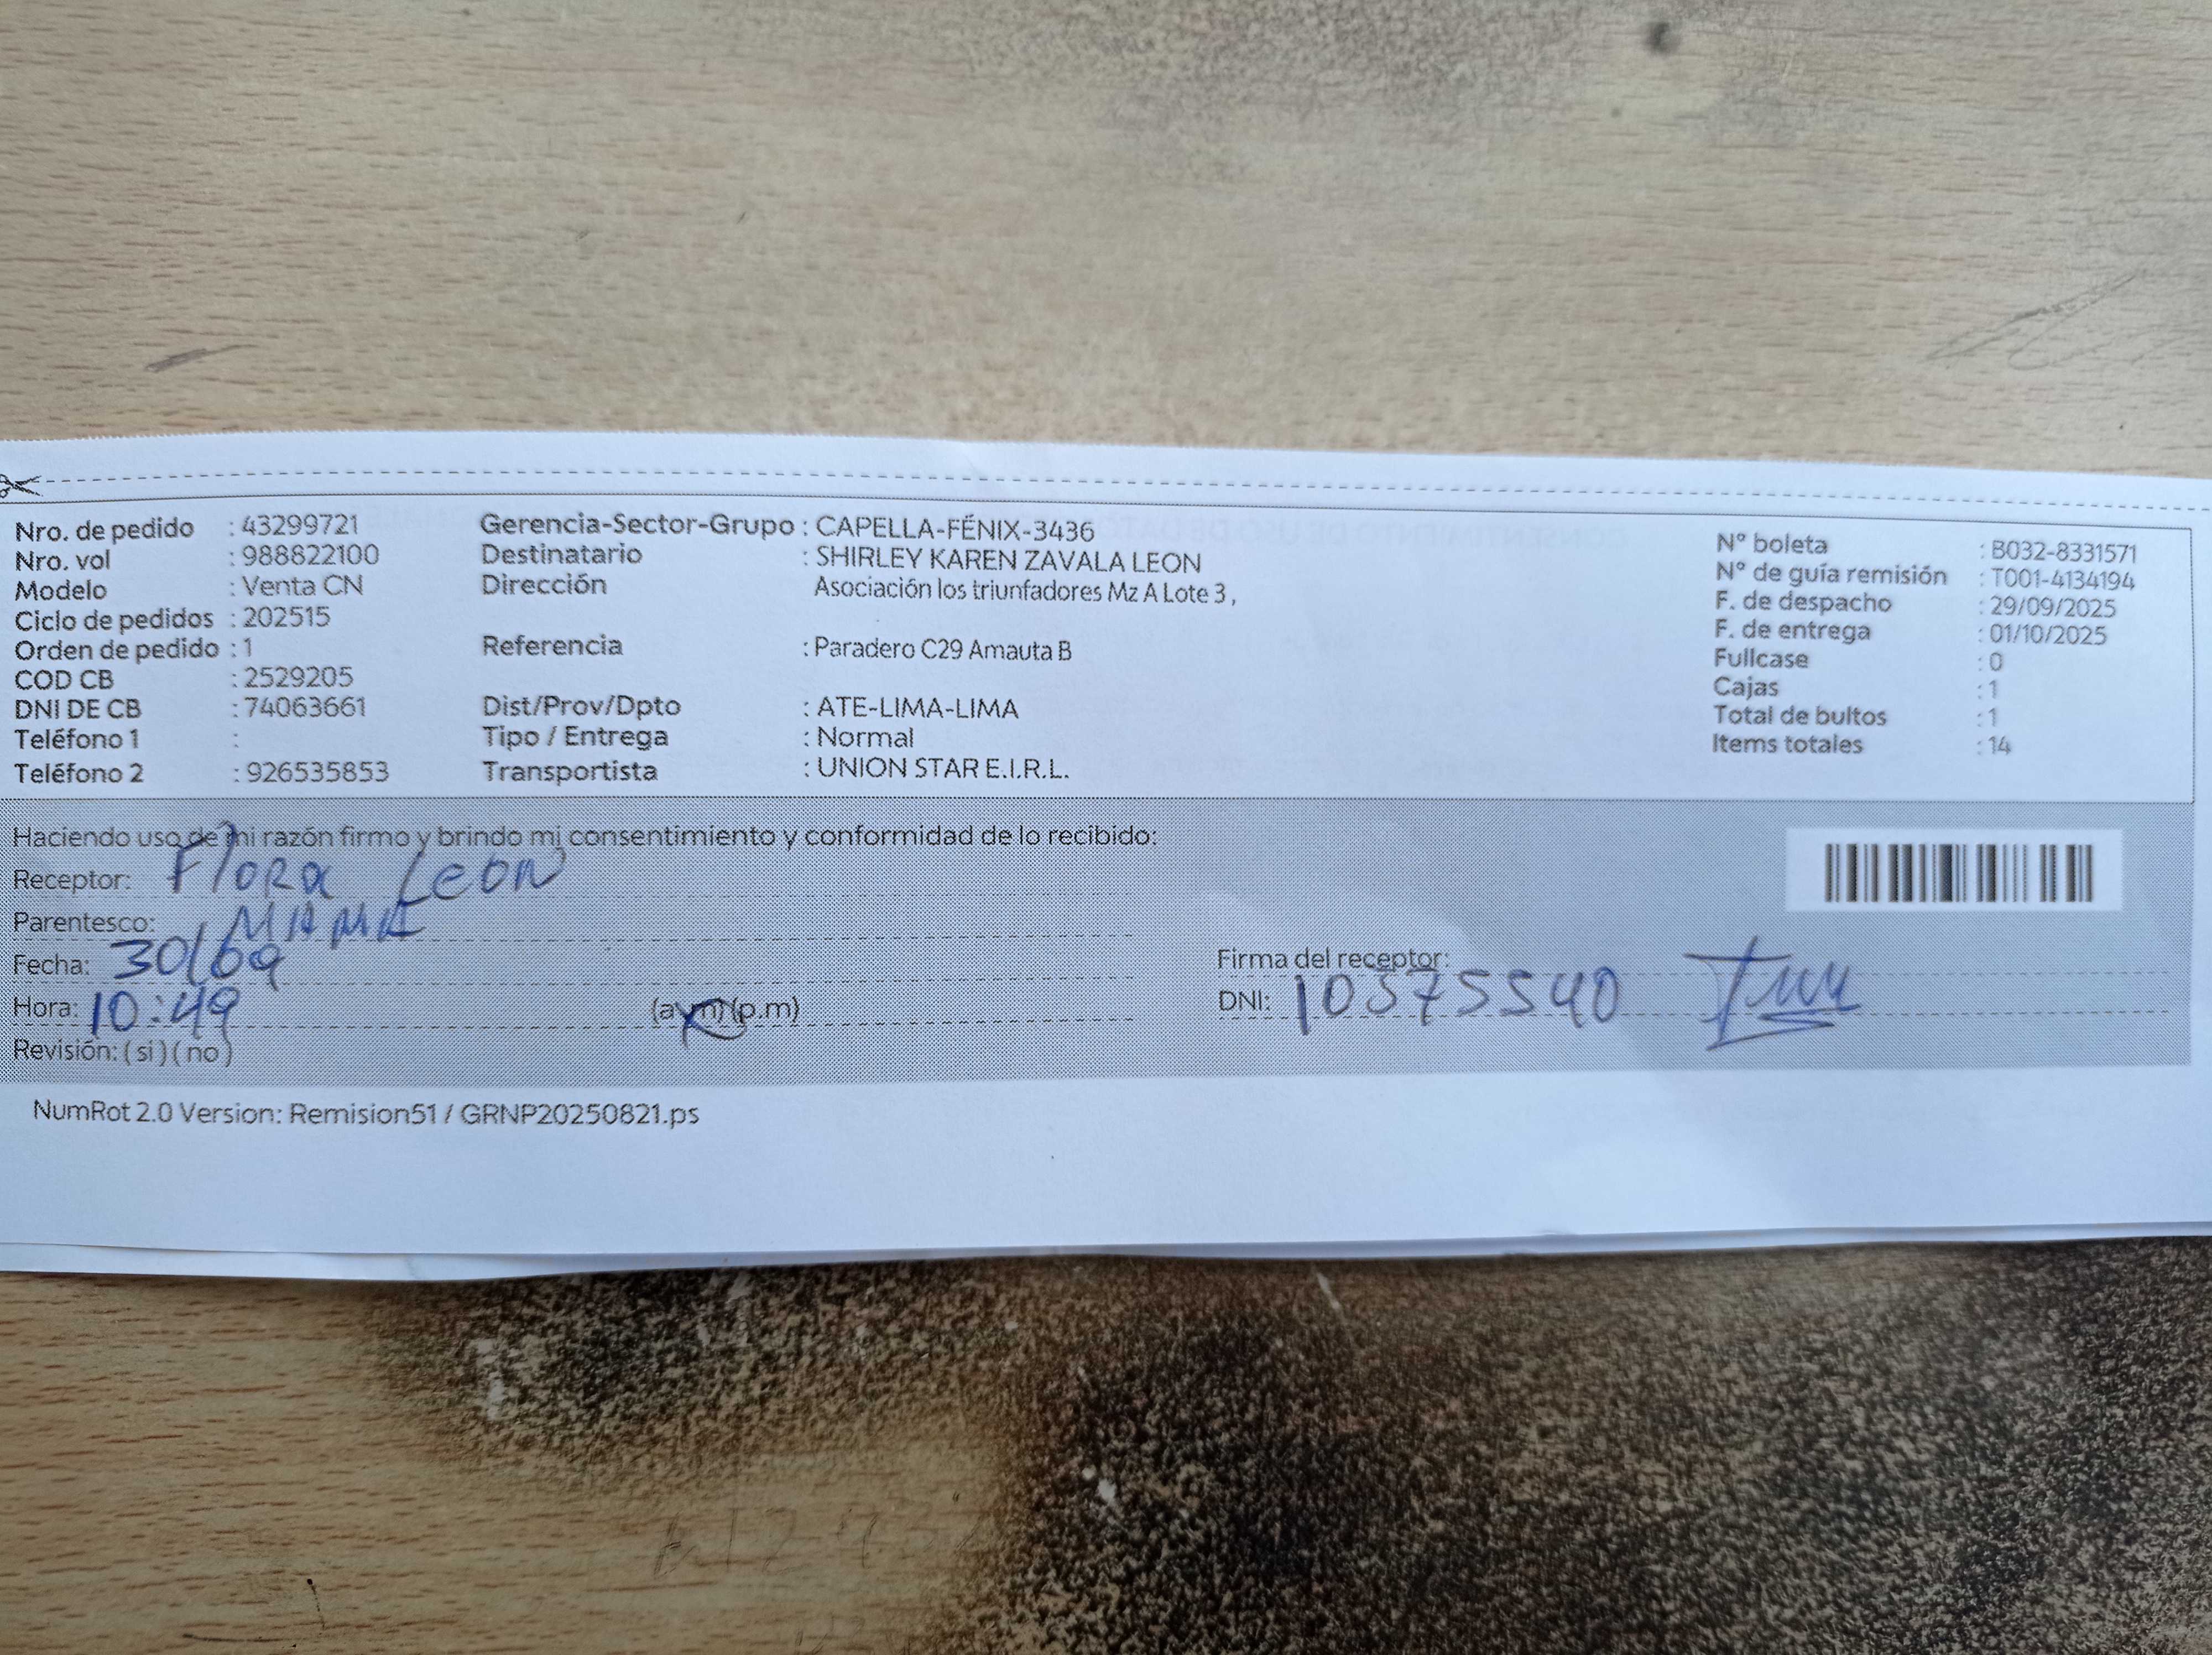 Nro. de pedido : 43299721
Nro. vol : 988822100
Modelo : Venta CN
Ciclo de pedidos : 202515
Orden de pedido : 1
COD CB : 2529205
DNI DE CB : 74063661
Teléfono 1 :
Teléfono 2 : 926535853
Gerencia-Sector-Grupo : CAPELLA-FÉNIX-3436
Destinatario : SHIRLEY KAREN ZAVALA LEON
Dirección Asociación los triunfadores Mz A Lote 3 ,
Referencia : Paradero C29 Amauta B
Dist/Prov/Dpto : ATE-LIMA-LIMA
Tipo / Entrega : Normal
Transportista : UNION STAR E.I.R.L.
N° boleta : B032-8331571
N° de guía remisión : T001-4134194
F. de despacho : 29/09/2025
F. de entrega : 01/10/2025
Fullcase : 0
Cajas : 1
Total de bultos : 1
Items totales : 14
Haciendo uso de mi razón firmo y brindo mi consentimiento y conformidad de lo recibido:
Receptor: Flora Leon
Parentesco: MAMA
Fecha: 30/09
Hora: 10:49 (a.m) (p.m)
Revisión: ( si ) ( no )
Firma del receptor:
DNI: 10375540
NumRot 2.0 Version: Remision51 / GRNP20250821.ps